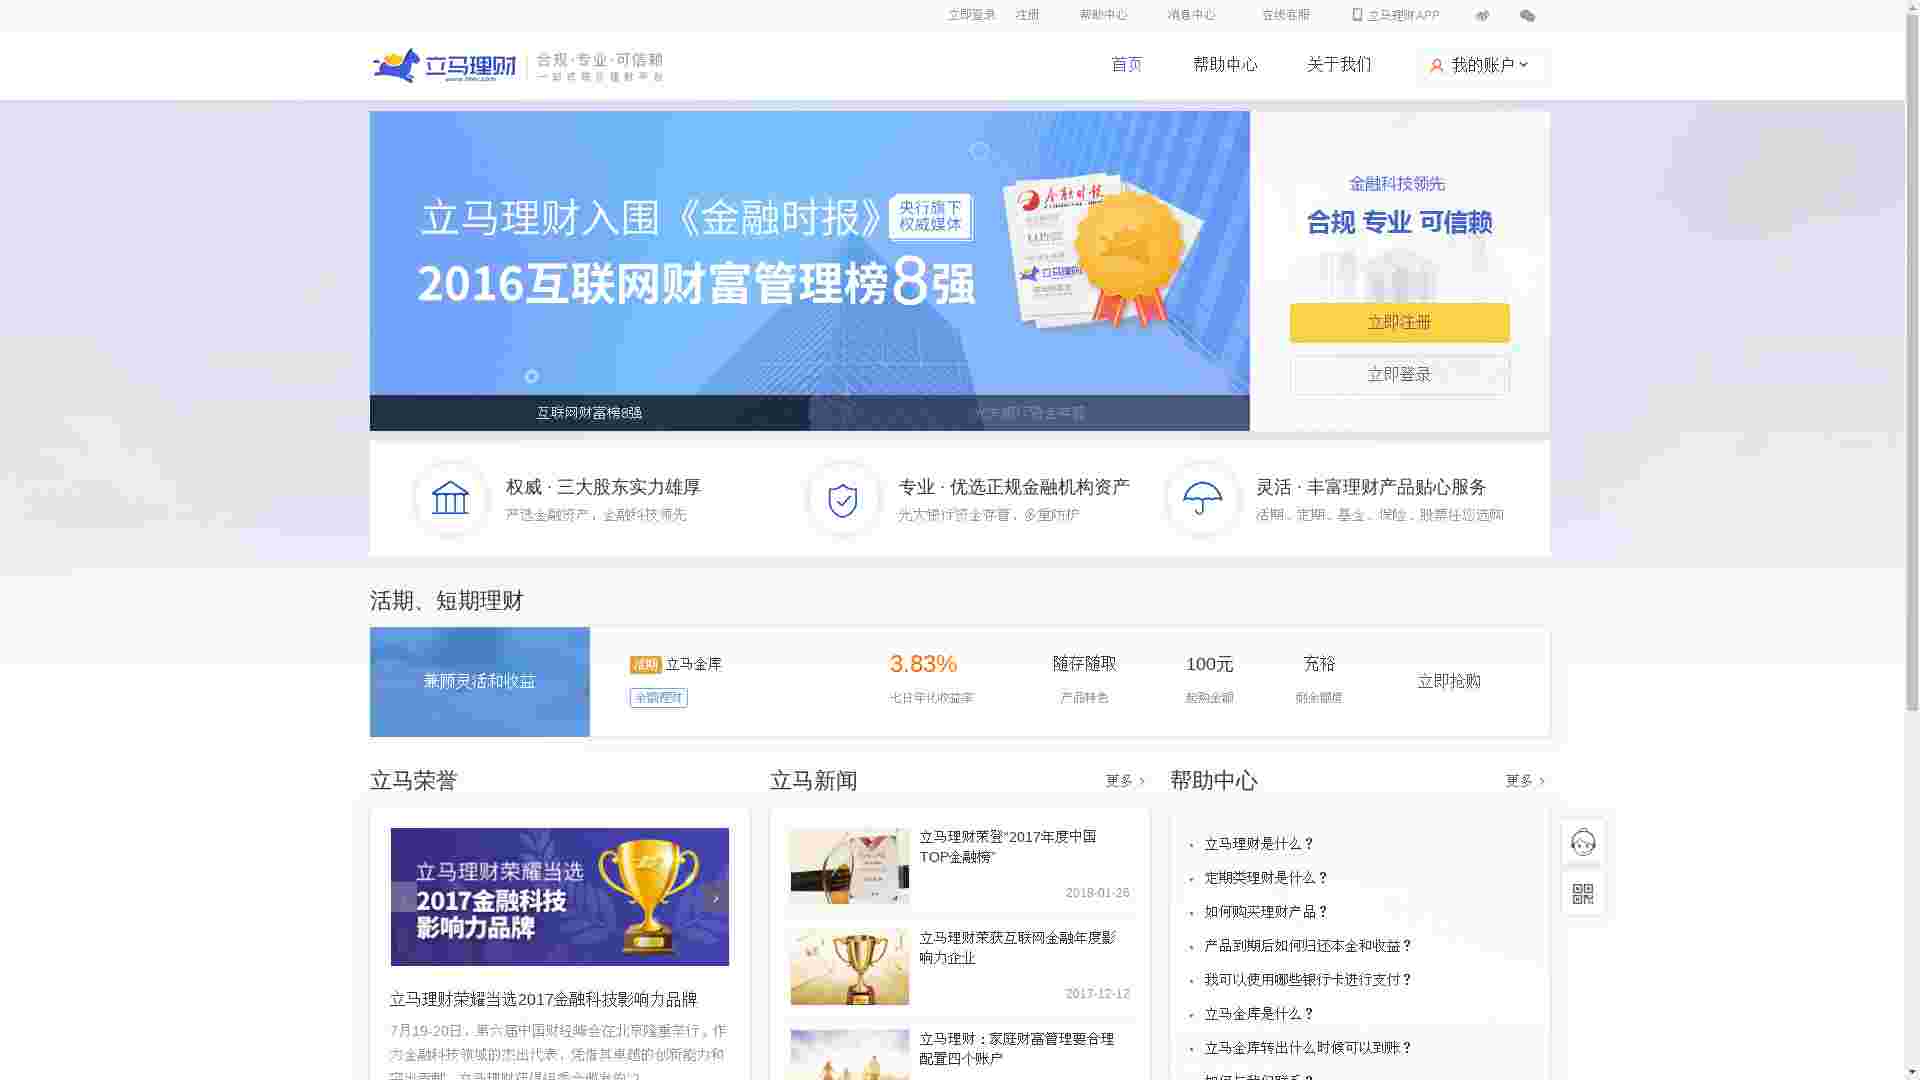 立即登录 注册 帮助中心 消息中心 在线客服 立马理财APP
立马理财
合规·专业·可信赖
首页 帮助中心 关于我们 我的账户
立马理财入围《金融时报》
央行旗下
权威媒体
2016互联网财富管理榜8强
互联网财富榜8强
金融科技领先
合规 专业 可信赖
立即注册
立即登录
权威 · 三大股东实力雄厚
严选金融资产，金融科技领先
专业 · 优选正规金融机构资产
光大银行资金存管，多重防护
灵活 · 丰富理财产品贴心服务
活期、定期、基金、保险、股票任您选购
活期、短期理财
兼顾灵活和收益
活期 立马金库
金额理财
3.83%
七日年化收益率
随存随取
产品特色
100元
起购金额
充裕
剩余额度
立即抢购
立马荣誉
立马理财荣耀当选
2017金融科技
影响力品牌
立马理财荣耀当选2017金融科技影响力品牌
7月19-20日，第六届中国财经峰会在北京隆重举行。作
为金融科技领域的杰出代表，凭借其卓越的创新能力和
立马新闻 更多
立马理财荣登“2017年度中国
TOP金融榜”
2018-01-26
立马理财荣获互联网金融年度影
响力企业
2017-12-12
立马理财：家庭财富管理要合理
配置四个账户
帮助中心 更多
立马理财是什么？
定期类理财是什么？
如何购买理财产品？
产品到期后如何归还本金和收益？
我可以使用哪些银行卡进行支付？
立马金库是什么？
立马金库转出什么时候可以到账？
如何与我们联系？